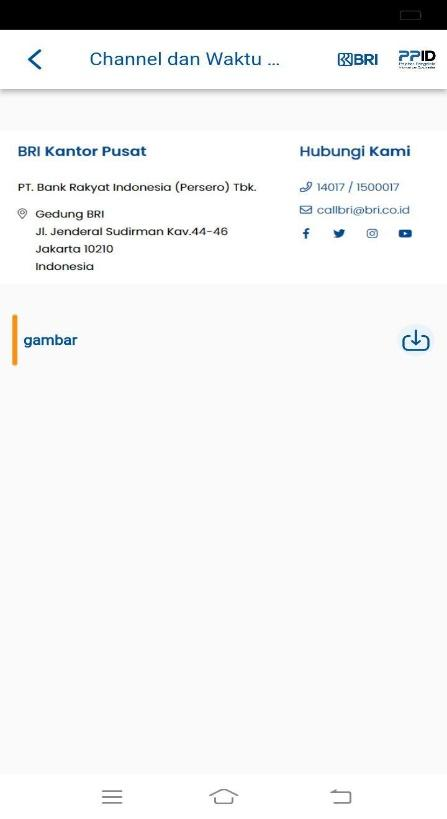 Channel dan Waktu ...
BRI
PPID
BRI Kantor Pusat
PT. Bank Rakyat Indonesia (Persero) Tbk.
Gedung BRI
Jl. Jenderal Sudirman Kav.44-46
Jakarta 10210
Indonesia
Hubungi Kami
14017 / 1500017
callbri@bri.co.id
gambar